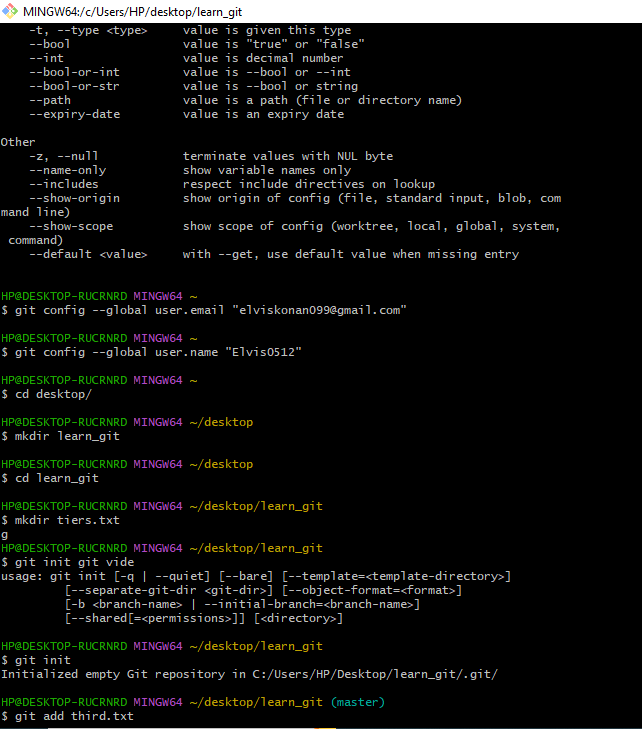 MINGW64:/c/Users/HP/desktop/learn_git
-t, --type <type> value is given this type
--bool value is "true" or "false"
--int value is decimal number
--bool-or-int value is --bool or --int
--bool-or-str value is --bool or string
--path value is a path (file or directory name)
--expiry-date value is an expiry date
Other
-z, --null terminate values with NUL byte
--name-only show variable names only
--includes respect include directives on lookup
--show-origin show origin of config (file, standard input, blob, com
mand line)
--show-scope show scope of config (worktree, local, global, system,
command)
--default <value> with --get, use default value when missing entry
HP@DESKTOP-RUCRNRD MINGW64 ~
$ git config --global user.email "elviskonan099@gmail.com"
HP@DESKTOP-RUCRNRD MINGW64 ~
$ git config --global user.name "Elvis0512"
HP@DESKTOP-RUCRNRD MINGW64 ~
$ cd desktop/
HP@DESKTOP-RUCRNRD MINGW64 ~/desktop
$ mkdir learn_git
HP@DESKTOP-RUCRNRD MINGW64 ~/desktop
$ cd learn_git
HP@DESKTOP-RUCRNRD MINGW64 ~/desktop/learn_git
$ mkdir tiers.txt
g
HP@DESKTOP-RUCRNRD MINGW64 ~/desktop/learn_git
$ git init git vide
usage: git init [-q | --quiet] [--bare] [--template=<template-directory>]
[--separate-git-dir <git-dir>] [--object-format=<format>]
[-b <branch-name> | --initial-branch=<branch-name>]
[--shared[=<permissions>]] [<directory>]
HP@DESKTOP-RUCRNRD MINGW64 ~/desktop/learn_git
$ git init
Initialized empty Git repository in C:/Users/HP/Desktop/learn_git/.git/
HP@DESKTOP-RUCRNRD MINGW64 ~/desktop/learn_git (master)
$ git add third.txt